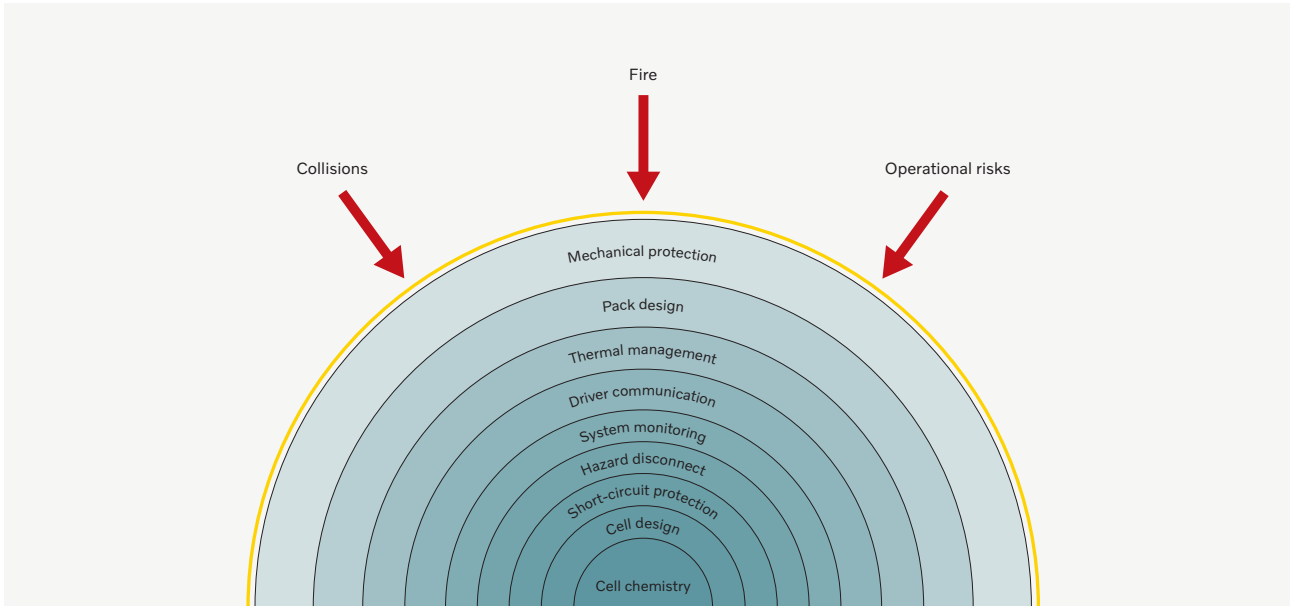 Fire
Collisions
Operational risks
Mechanical protection
Pack design
Thermal management
Driver communication
System monitoring
Hazard disconnect
Short-circuit protection
Cell design
Cell chemistry